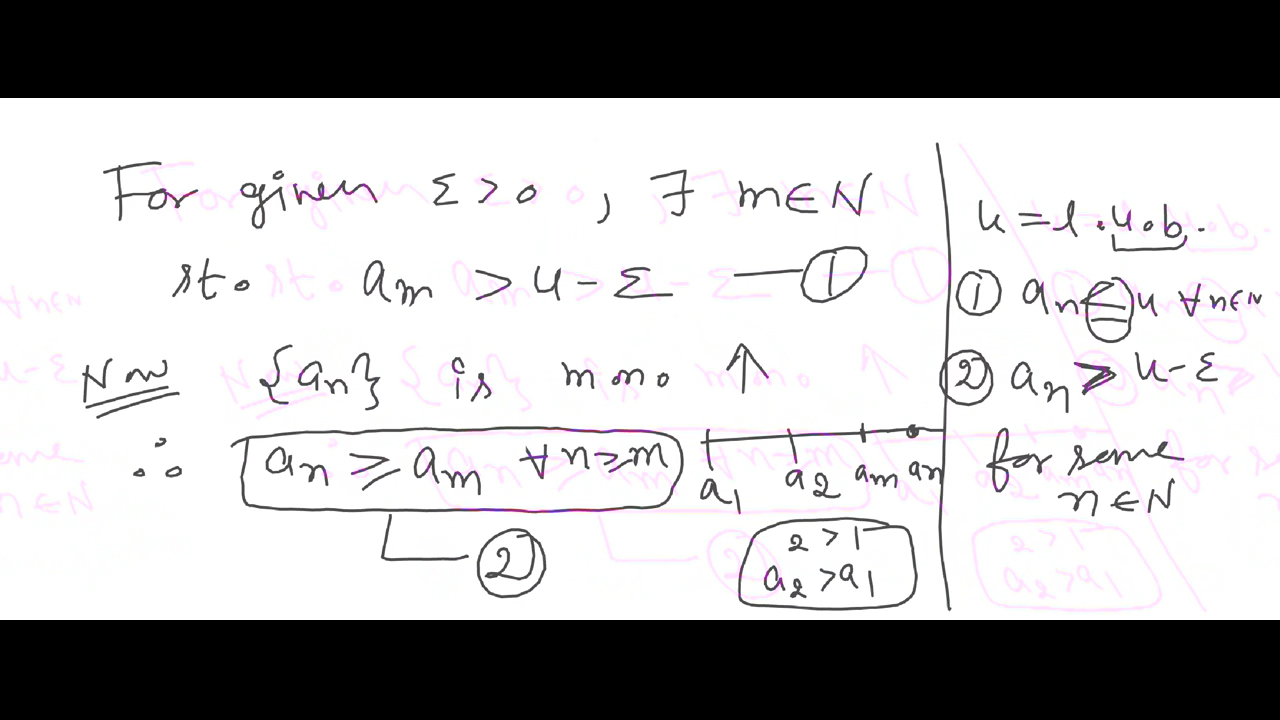 For given Σ > 0, ∃ m ∈ N
st. aₘ > u - Σ — ①
Now {aₙ} is mno ↑
∴ aₙ ≥ aₘ ∀ n ≥ m
②
a₁ a₂ aₘ aₙ
2 > 1
a₂ > a₁
u = l.u.b.
① aₙ ≤ u ∀ n ∈ N
② aₙ > u - Σ
for some
n ∈ N